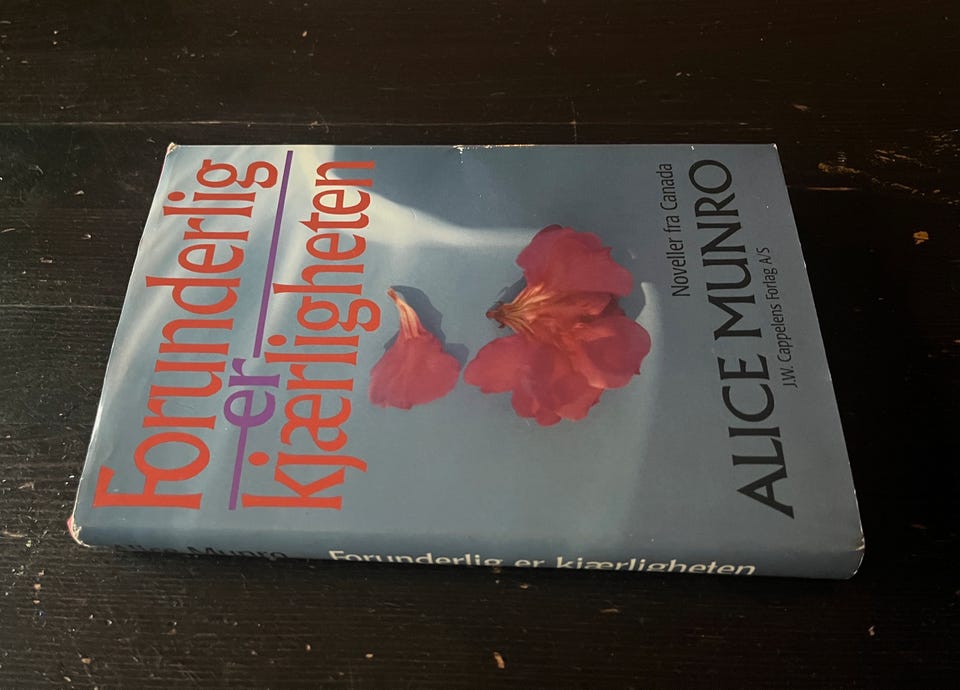 Forunderlig
er
kjærligheten
Noveller fra Canada
ALICE MUNRO
J.W. Cappelens Forlag A/S
Alice Munro Forunderlig er kjærligheten